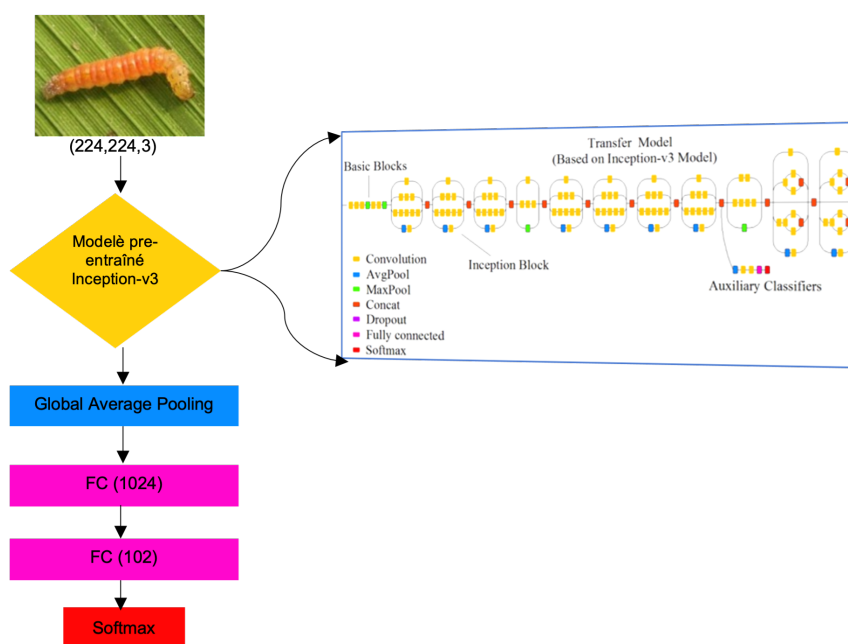 (224,224,3)
Modelè pre-
entraîné
Inception-v3
Global Average Pooling
FC (1024)
FC (102)
Softmax
Transfer Model
(Based on Inception-v3 Model)
Basic Blocks
Inception Block
Convolution
AvgPool
MaxPool
Concat
Dropout
Fully connected
Softmax
Auxiliary Classifiers